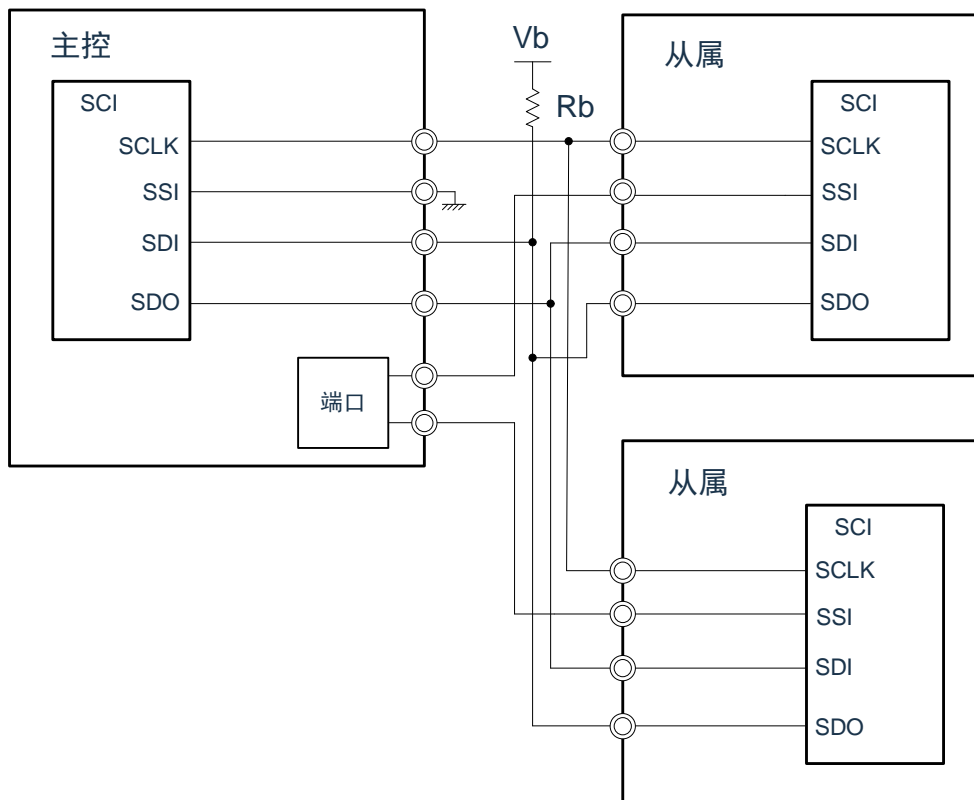 主控
SCI
SCLK
SSI
SDI
SDO
端口
Vb
Rb
从属
SCI
SCLK
SSI
SDI
SDO
从属
SCI
SCLK
SSI
SDI
SDO